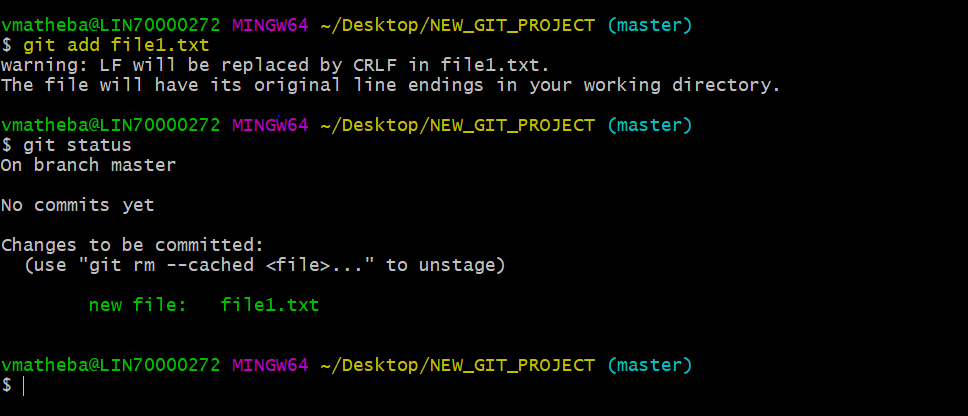 vmatheba@LIN70000272 MINGW64 ~/Desktop/NEW_GIT_PROJECT (master)
$ git add file1.txt
warning: LF will be replaced by CRLF in file1.txt.
The file will have its original line endings in your working directory.
vmatheba@LIN70000272 MINGW64 ~/Desktop/NEW_GIT_PROJECT (master)
$ git status
On branch master
No commits yet
Changes to be committed:
(use "git rm --cached <file>..." to unstage)
new file: file1.txt
vmatheba@LIN70000272 MINGW64 ~/Desktop/NEW_GIT_PROJECT (master)
$